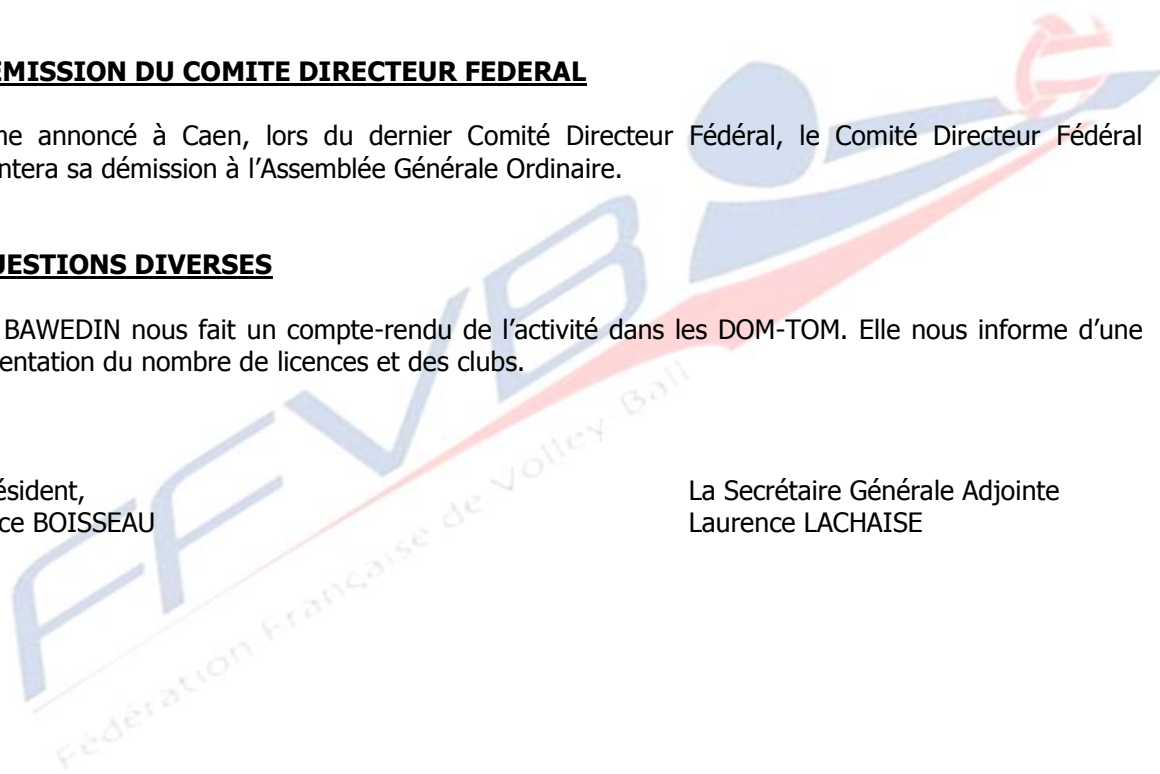 EMISSION DU COMITE DIRECTEUR FEDERAL
me annoncé à Caen, lors du dernier Comité Directeur Fédéral, le Comité Directeur Fédéral
ntera sa démission à l’Assemblée Générale Ordinaire.
UESTIONS DIVERSES
BAWEDIN nous fait un compte-rendu de l’activité dans les DOM-TOM. Elle nous informe d’une
entation du nombre de licences et des clubs.
ésident,
ce BOISSEAU
La Secrétaire Générale Adjointe
Laurence LACHAISE
FFVB
Fédération Française de Volley-Ball